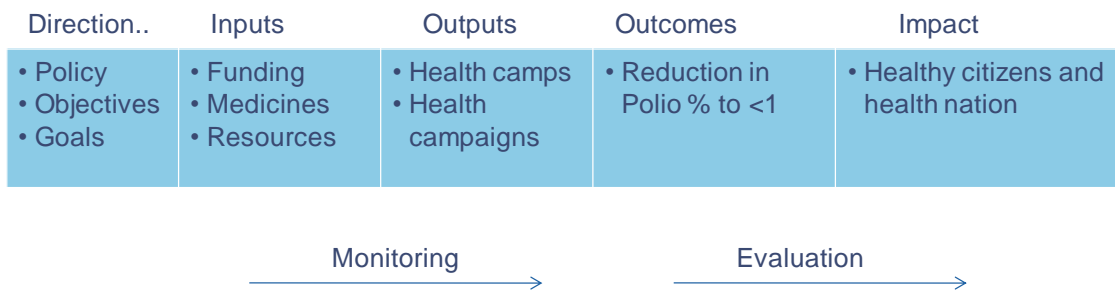 Direction.. Inputs Outputs Outcomes Impact
• Policy
• Objectives
• Goals
• Funding
• Medicines
• Resources
• Health camps
• Health
campaigns
• Reduction in
Polio % to <1
• Healthy citizens and
health nation
Monitoring
Evaluation